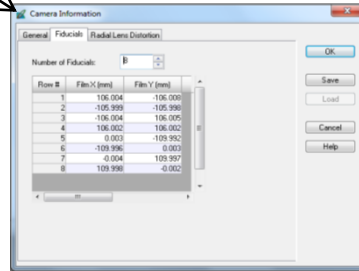 Camera Information
General Fiducials Radial Lens Distortion
Number of Fiducials: 8
OK
Save
Load
Cancel
Help
Row # Film X (mm) Film Y (mm)
1 106.004 -106.008
2 -105.999 -105.998
3 -106.004 106.005
4 106.002 106.002
5 0.003 -109.992
6 -109.996 0.003
7 -0.004 109.997
8 109.998 -0.002